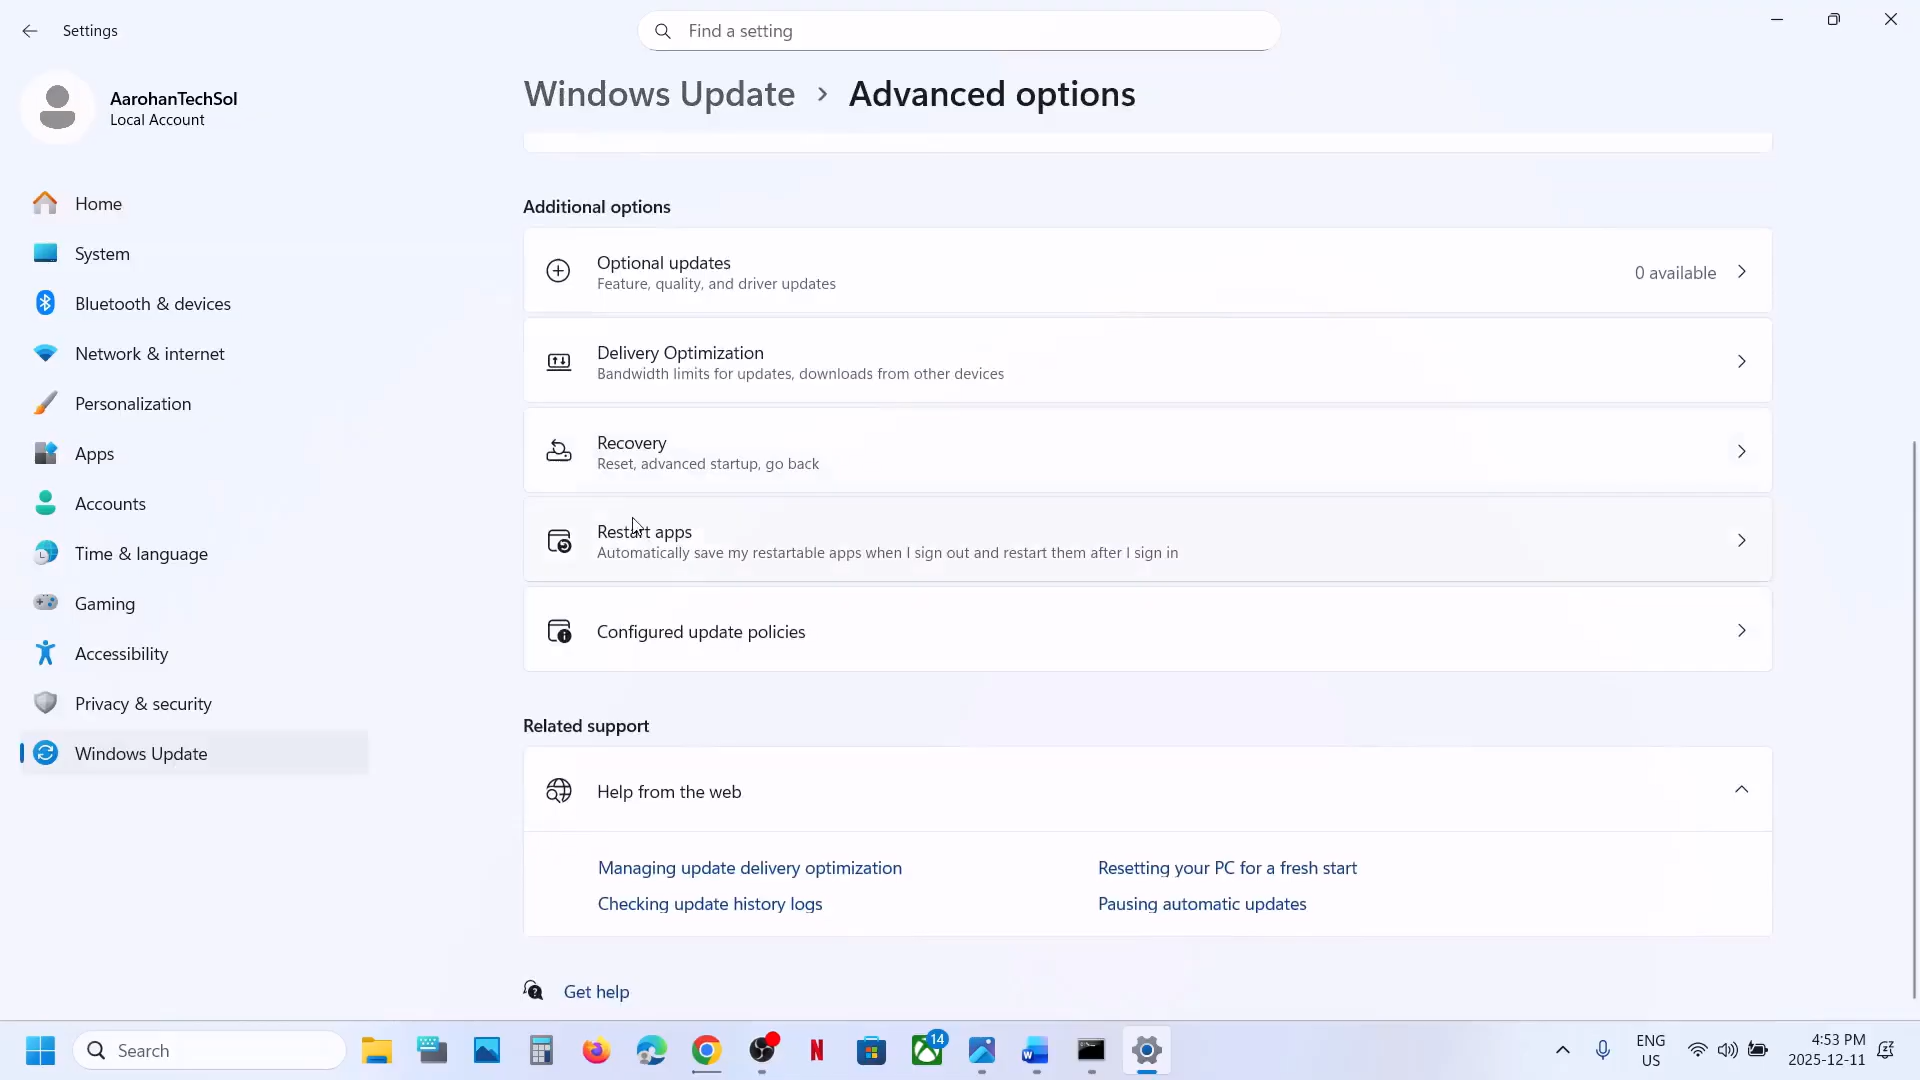 Settings
Find a setting
AarohanTechSol
Local Account
Windows Update > Advanced options
Home
System
Bluetooth & devices
Network & internet
Personalization
Apps
Accounts
Time & language
Gaming
Accessibility
Privacy & security
Windows Update
Additional options
Optional updates
Feature, quality, and driver updates
0 available
Delivery Optimization
Bandwidth limits for updates, downloads from other devices
Recovery
Reset, advanced startup, go back
Restart apps
Automatically save my restartable apps when I sign out and restart them after I sign in
Configured update policies
Related support
Help from the web
Managing update delivery optimization
Resetting your PC for a fresh start
Checking update history logs
Pausing automatic updates
Get help
Search
N
14
W
ENG
US
4:53 PM
2025-12-11